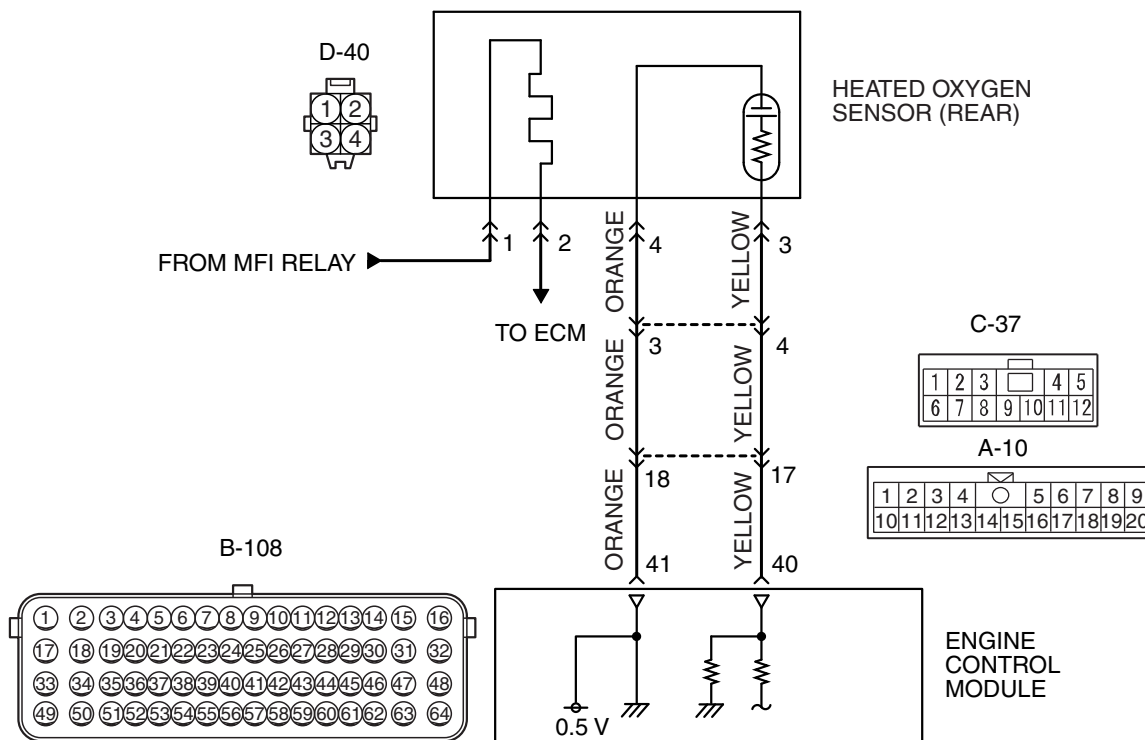 D-40
1 2
3 4
HEATED OXYGEN
SENSOR (REAR)
1
2
ORANGE
4
YELLOW
3
FROM MFI RELAY
TO ECM
3
4
ORANGE
YELLOW
C-37
1 2 3 4 5
6 7 8 9 10 11 12
18
17
A-10
1 2 3 4 5 6 7 8 9
10 11 12 13 14 15 16 17 18 19 20
ORANGE
41
YELLOW
40
B-108
1 2 3 4 5 6 7 8 9 10 11 12 13 14 15 16
17 18 19 20 21 22 23 24 25 26 27 28 29 30 31 32
33 34 35 36 37 38 39 40 41 42 43 44 45 46 47 48
49 50 51 52 53 54 55 56 57 58 59 60 61 62 63 64
0.5 V
ENGINE
CONTROL
MODULE